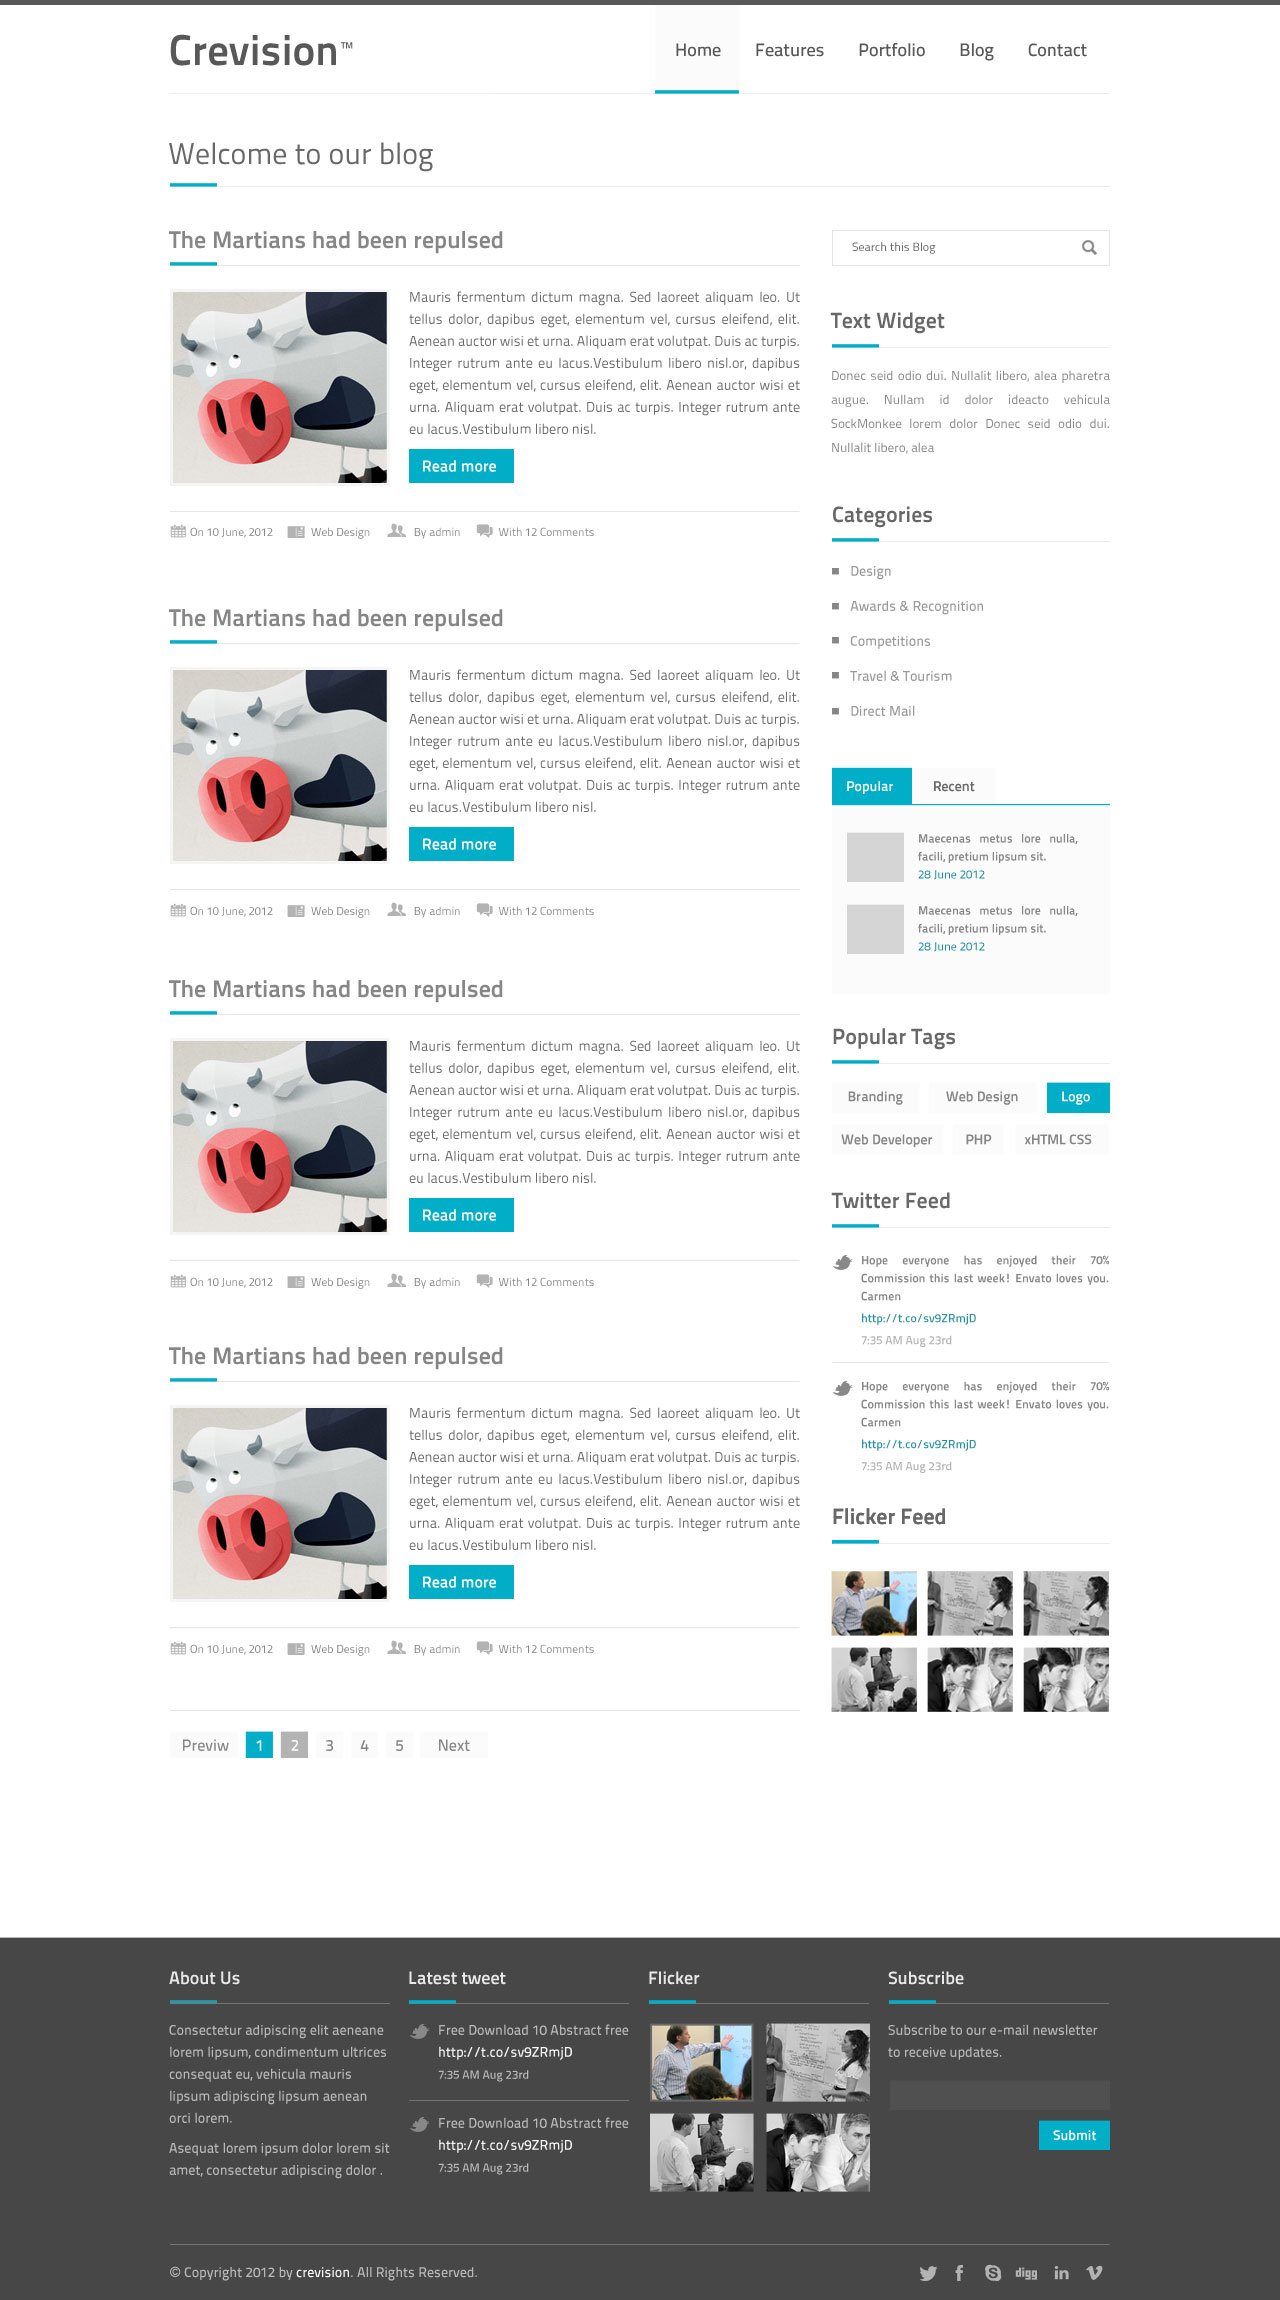 Crevision™
Home Features Portfolio Blog Contact
Welcome to our blog
The Martians had been repulsed
Mauris fermentum dictum magna. Sed laoreet aliquam leo. Ut
tellus dolor, dapibus eget, elementum vel, cursus eleifend, elit.
Aenean auctor wisi et urna. Aliquam erat volutpat. Duis ac turpis.
Integer rutrum ante eu lacus.Vestibulum libero nisl.or, dapibus
eget, elementum vel, cursus eleifend, elit. Aenean auctor wisi et
urna. Aliquam erat volutpat. Duis ac turpis. Integer rutrum ante
eu lacus.Vestibulum libero nisl.
Read more
On 10 June, 2012 Web Design By admin With 12 Comments
The Martians had been repulsed
Mauris fermentum dictum magna. Sed laoreet aliquam leo. Ut
tellus dolor, dapibus eget, elementum vel, cursus eleifend, elit.
Aenean auctor wisi et urna. Aliquam erat volutpat. Duis ac turpis.
Integer rutrum ante eu lacus.Vestibulum libero nisl.or, dapibus
eget, elementum vel, cursus eleifend, elit. Aenean auctor wisi et
urna. Aliquam erat volutpat. Duis ac turpis. Integer rutrum ante
eu lacus.Vestibulum libero nisl.
Read more
On 10 June, 2012 Web Design By admin With 12 Comments
The Martians had been repulsed
Mauris fermentum dictum magna. Sed laoreet aliquam leo. Ut
tellus dolor, dapibus eget, elementum vel, cursus eleifend, elit.
Aenean auctor wisi et urna. Aliquam erat volutpat. Duis ac turpis.
Integer rutrum ante eu lacus.Vestibulum libero nisl.or, dapibus
eget, elementum vel, cursus eleifend, elit. Aenean auctor wisi et
urna. Aliquam erat volutpat. Duis ac turpis. Integer rutrum ante
eu lacus.Vestibulum libero nisl.
Read more
On 10 June, 2012 Web Design By admin With 12 Comments
The Martians had been repulsed
Mauris fermentum dictum magna. Sed laoreet aliquam leo. Ut
tellus dolor, dapibus eget, elementum vel, cursus eleifend, elit.
Aenean auctor wisi et urna. Aliquam erat volutpat. Duis ac turpis.
Integer rutrum ante eu lacus.Vestibulum libero nisl.or, dapibus
eget, elementum vel, cursus eleifend, elit. Aenean auctor wisi et
urna. Aliquam erat volutpat. Duis ac turpis. Integer rutrum ante
eu lacus.Vestibulum libero nisl.
Read more
On 10 June, 2012 Web Design By admin With 12 Comments
Previw 1 2 3 4 5 Next
Search this Blog
Text Widget
Donec seid odio dui. Nullalit libero, alea pharetra
augue. Nullam id dolor ideacto vehicula
SockMonkee lorem dolor Donec seid odio dui.
Nullalit libero, alea
Categories
Design
Awards & Recognition
Competitions
Travel & Tourism
Direct Mail
Popular Recent
Maecenas metus lore nulla,
facili, pretium lipsum sit.
28 June 2012
Maecenas metus lore nulla,
facili, pretium lipsum sit.
28 June 2012
Popular Tags
Branding Web Design Logo
Web Developer PHP xHTML CSS
Twitter Feed
Hope everyone has enjoyed their 70%
Commission this last week! Envato loves you.
Carmen
http://t.co/sv9ZRmjD
7:35 AM Aug 23rd
Hope everyone has enjoyed their 70%
Commission this last week! Envato loves you.
Carmen
http://t.co/sv9ZRmjD
7:35 AM Aug 23rd
Flicker Feed
About Us
Consectetur adipiscing elit aeneane
lorem lipsum, condimentum ultrices
consequat eu, vehicula mauris
lipsum adipiscing lipsum aenean
orci lorem.
Asequat lorem ipsum dolor lorem sit
amet, consectetur adipiscing dolor .
Latest tweet
Free Download 10 Abstract free
http://t.co/sv9ZRmjD
7:35 AM Aug 23rd
Free Download 10 Abstract free
http://t.co/sv9ZRmjD
7:35 AM Aug 23rd
Flicker
Subscribe
Subscribe to our e-mail newsletter
to receive updates.
Submit
© Copyright 2012 by crevision. All Rights Reserved.
digg in